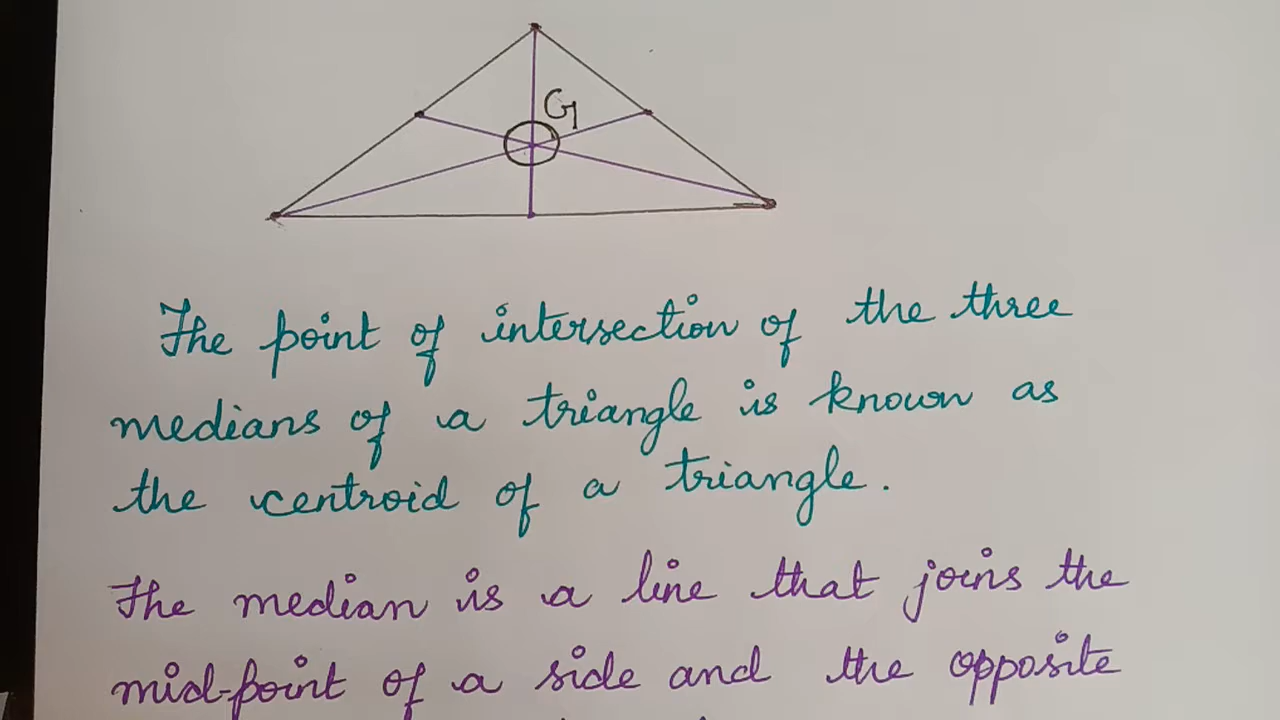 G
The point of intersection of the three
medians of a triangle is known as
the centroid of a triangle.
The median is a line that joins the
mid-point of a side and the opposite